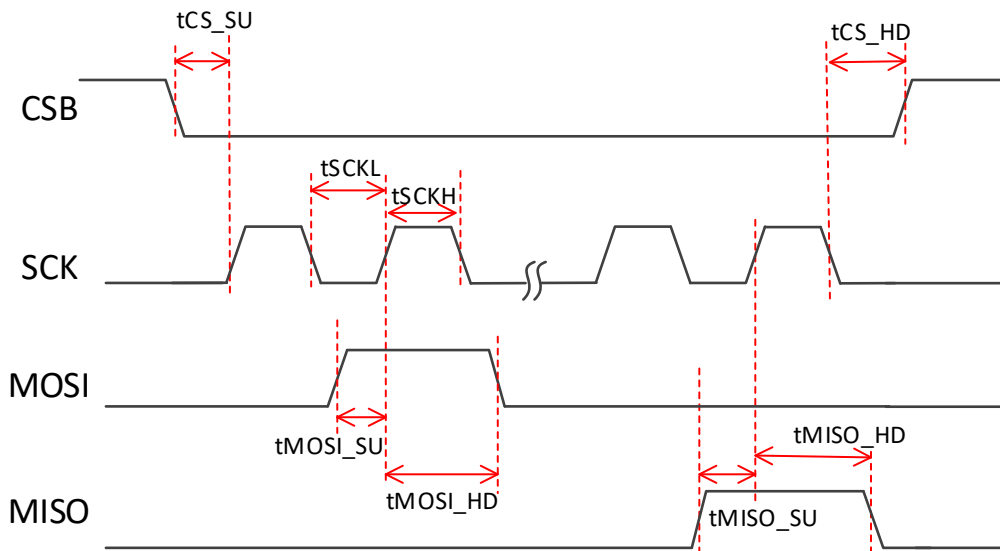 tCS_SU
tCS_HD
CSB
tSCKL
tSCKH
SCK
MOSI
tMOSI_SU
tMISO_HD
tMOSI_HD
tMISO_SU
MISO